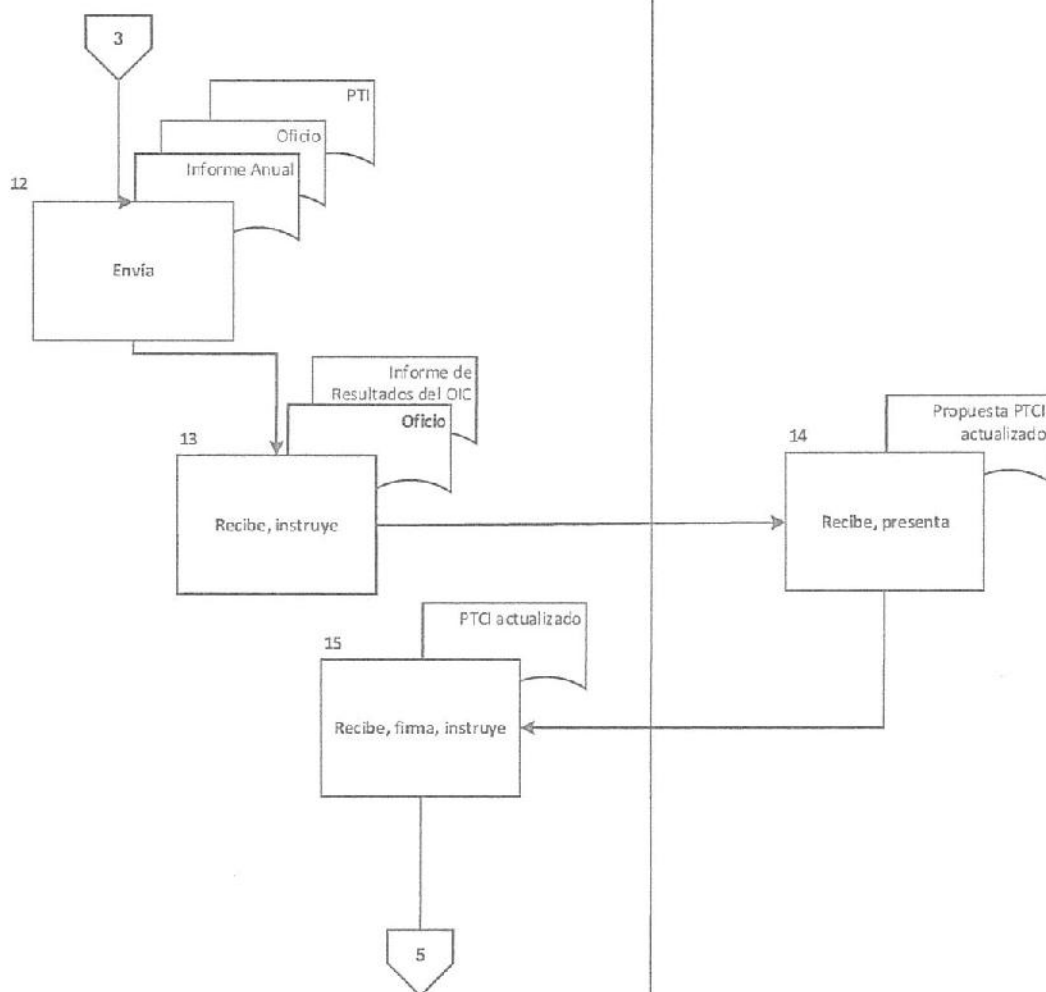 3
PTI
Oficio
Informe Anual
12
Envía
Informe de
Resultados del OIC
Oficio
13
Recibe, instruye
Propuesta PTCI
actualizado
14
Recibe, presenta
PTCI actualizado
15
Recibe, firma, instruye
5